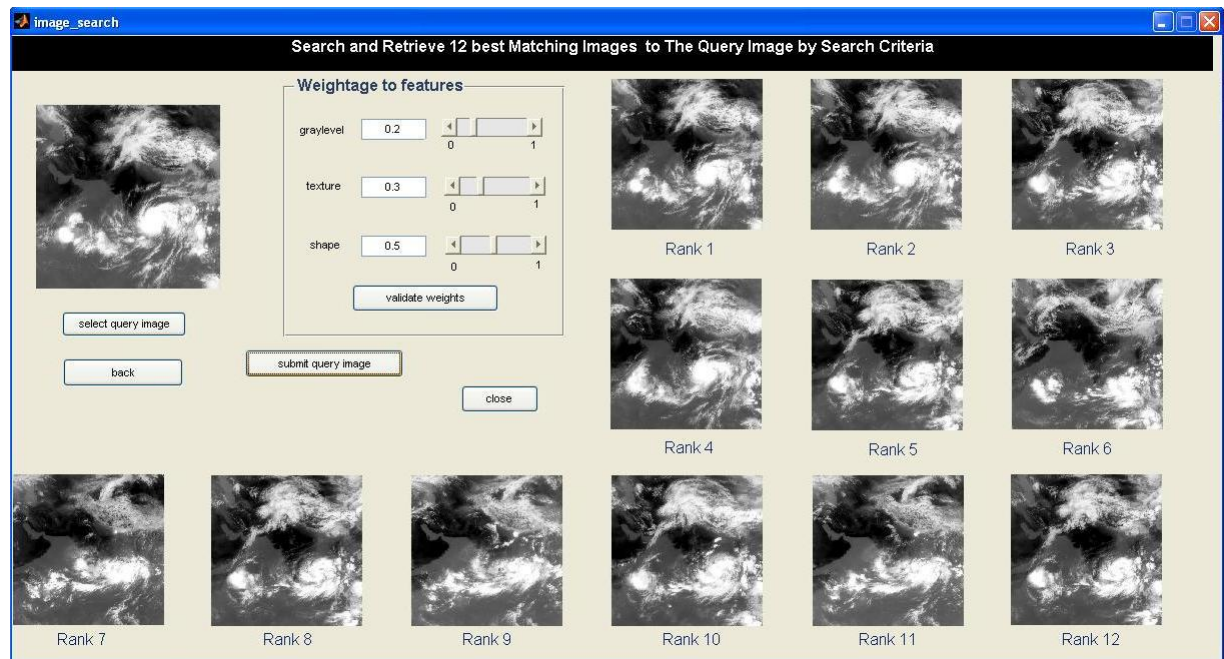 image_search
Search and Retrieve 12 best Matching Images to The Query Image by Search Criteria
Weightage to features
graylevel 0.2
0 1
texture 0.3
0 1
shape 0.5
0 1
validate weights
select query image
back
submit query image
close
Rank 1 Rank 2 Rank 3
Rank 4 Rank 5 Rank 6
Rank 7 Rank 8 Rank 9 Rank 10 Rank 11 Rank 12